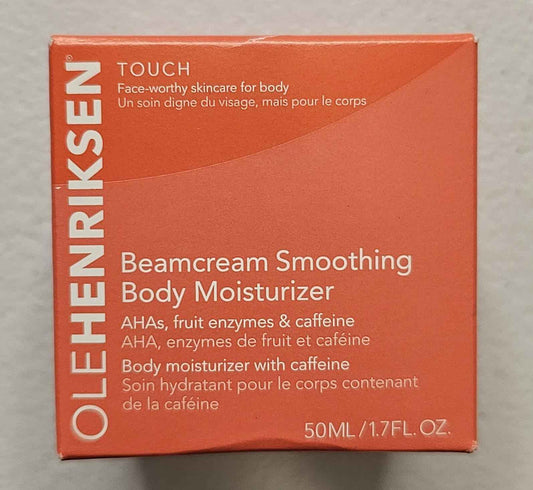 OLEHENRIKSEN®
TOUCH
Face-worthy skincare for body
Un soin digne du visage, mais pour le corps
Beamcream Smoothing
Body Moisturizer
AHAs, fruit enzymes & caffeine
AHA, enzymes de fruit et caféine
Body moisturizer with caffeine
Soin hydratant pour le corps contenant
de la caféine
50ML/1.7FL. OZ.